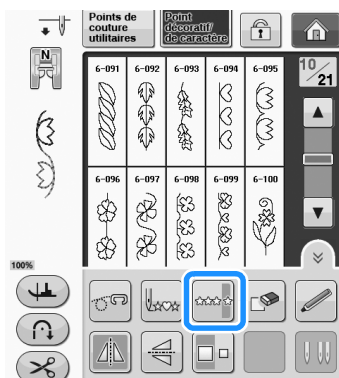 Points de
couture
utilitaires
Point
décoratif/
de caractère
N
10/21
6-091 6-092 6-093 6-094 6-095
6-096 6-097 6-098 6-099 6-100
100%